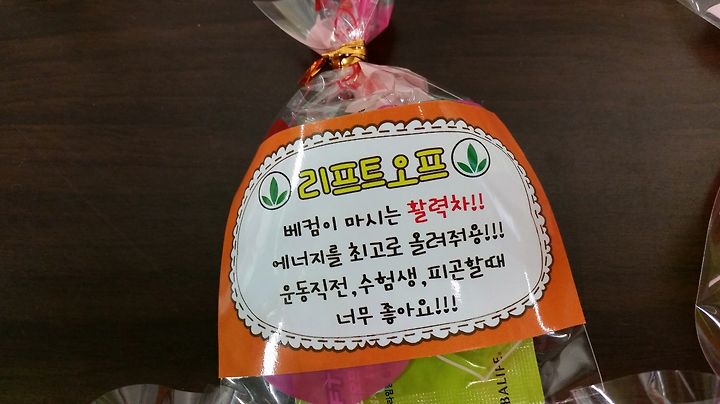 리프트오프
베컴이 마시는 활력차!!
에너지를 최고로 올려줘용!!!
운동직전,수험생,피곤할때
너무 좋아요!!!